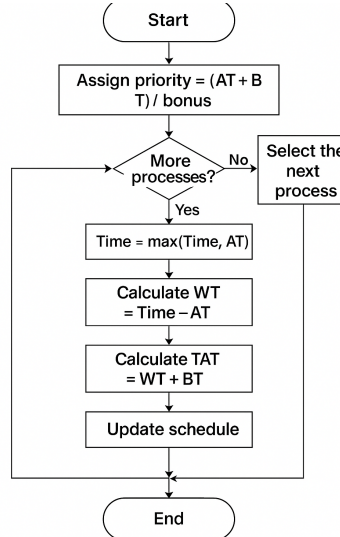 Start
Assign priority = (AT + B
T) / bonus
More
processes?
No
Select the
next
process
Yes
Time = max(Time, AT)
Calculate WT
= Time – AT
Calculate TAT
= WT + BT
Update schedule
End